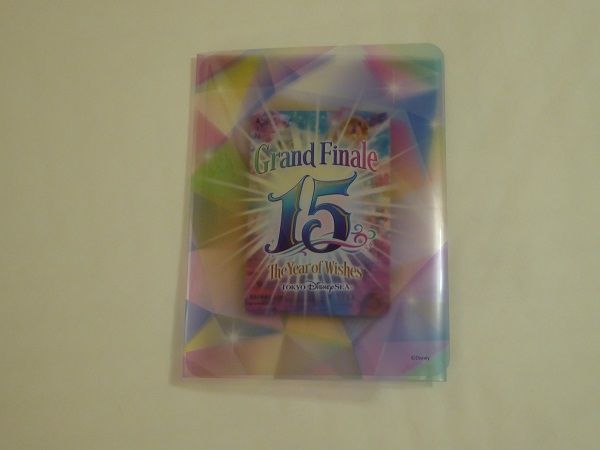 Grand Finale
15
The Year of Wishes
TOKYO DisneySEA
©Disney